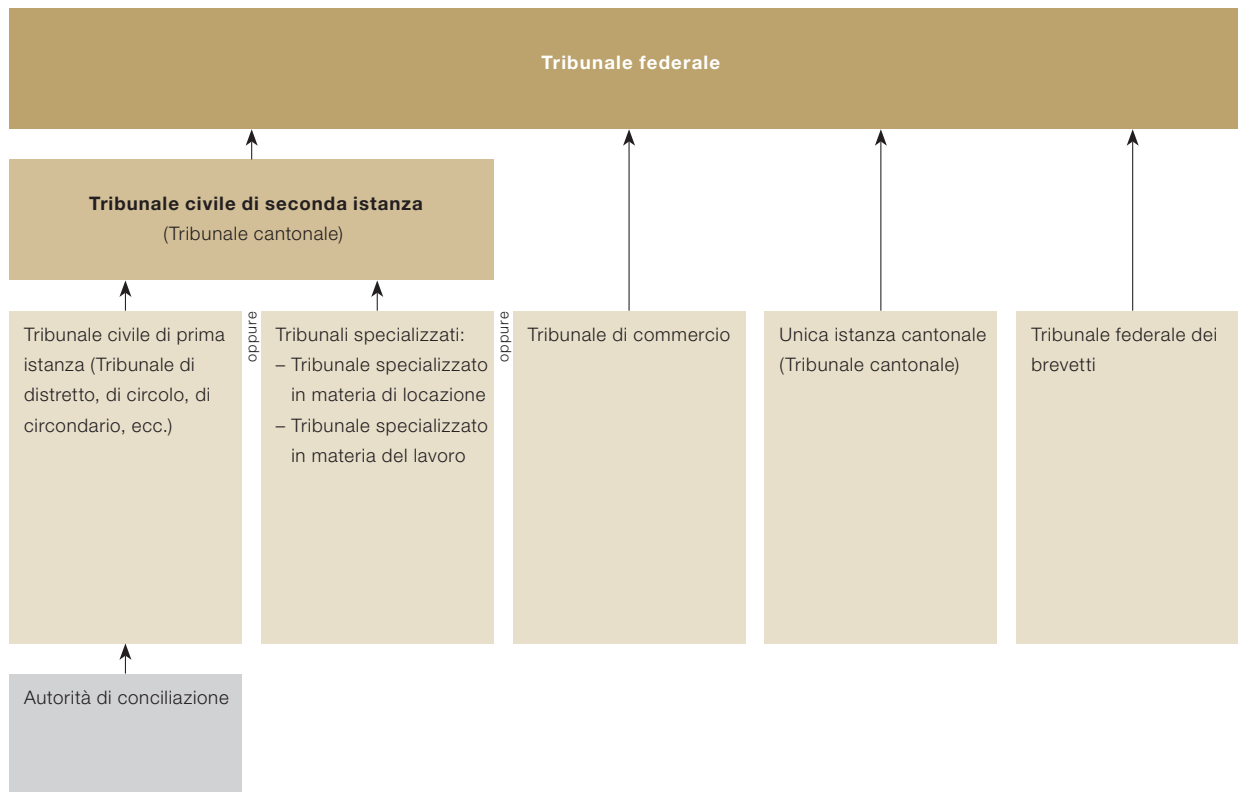 Tribunale federale
Tribunale civile di seconda istanza
(Tribunale cantonale)
Tribunale civile di prima
istanza (Tribunale di
distretto, di circolo, di
circondario, ecc.)
oppure
Tribunali specializzati:
– Tribunale specializzato
in materia di locazione
– Tribunale specializzato
in materia del lavoro
oppure
Tribunale di commercio
Unica istanza cantonale
(Tribunale cantonale)
Tribunale federale dei
brevetti
Autorità di conciliazione